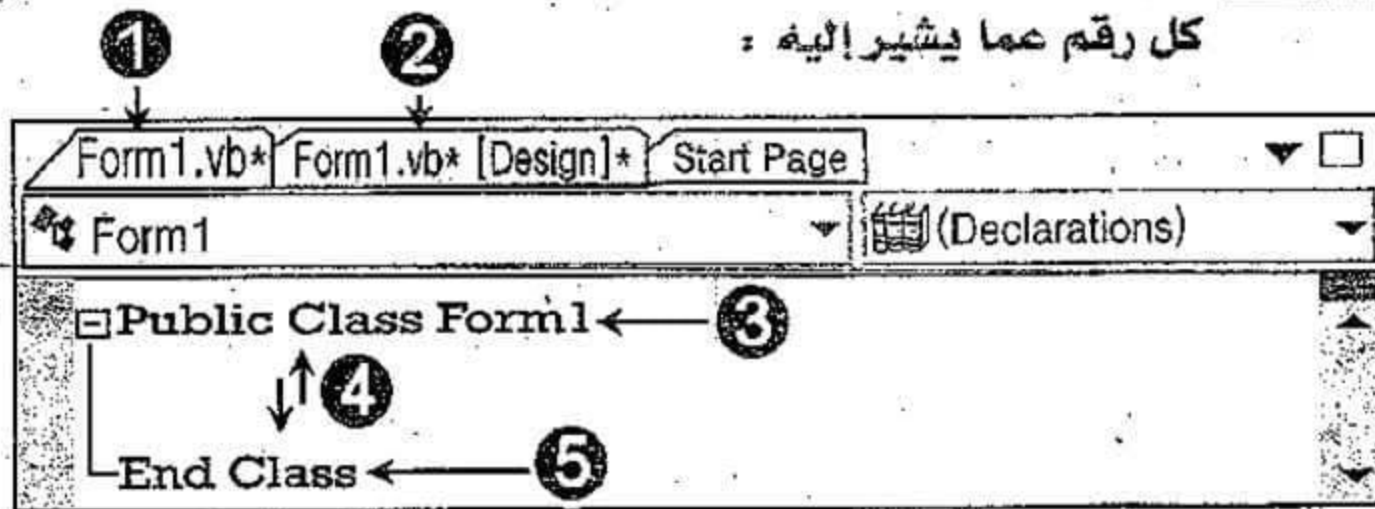 كل رقم عما يشير إليه :
1 2
Form1.vb* Form1.vb* [Design]* Start Page
Form1 (Declarations)
Public Class Form1 3
4
End Class 5